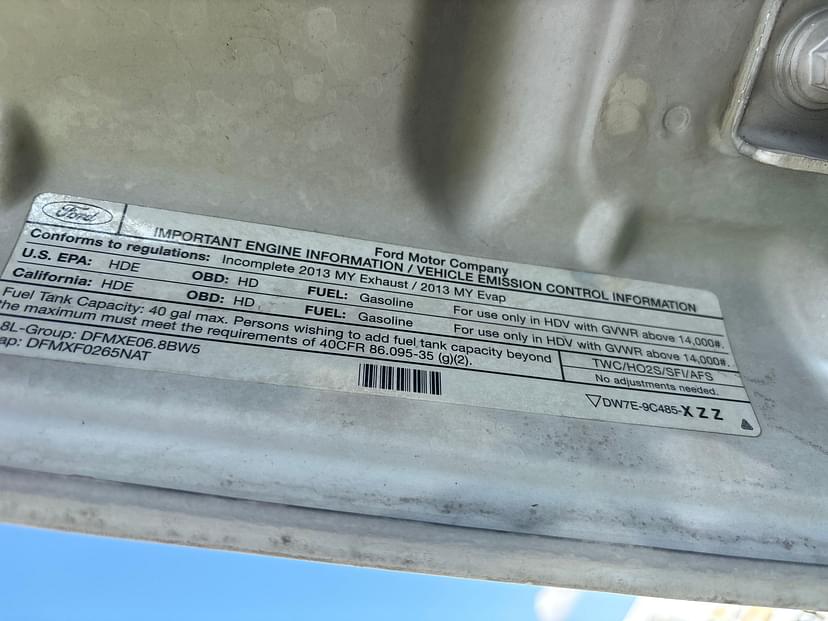 Ford
Ford Motor Company
IMPORTANT ENGINE INFORMATION / VEHICLE EMISSION CONTROL INFORMATION
Conforms to regulations: Incomplete 2013 MY Exhaust / 2013 MY Evap
U.S. EPA: HDE OBD: HD FUEL: Gasoline For use only in HDV with GVWR above 14,000#.
California: HDE OBD: HD FUEL: Gasoline For use only in HDV with GVWR above 14,000#.
Fuel Tank Capacity: 40 gal max. Persons wishing to add fuel tank capacity beyond
the maximum must meet the requirements of 40CFR 86.095-35 (g)(2).
TWC/HO2S/SFI/AFS
No adjustments needed.
8L-Group: DFMXE06.8BW5
ap: DFMXF0265NAT
DW7E-9C485-XZZ